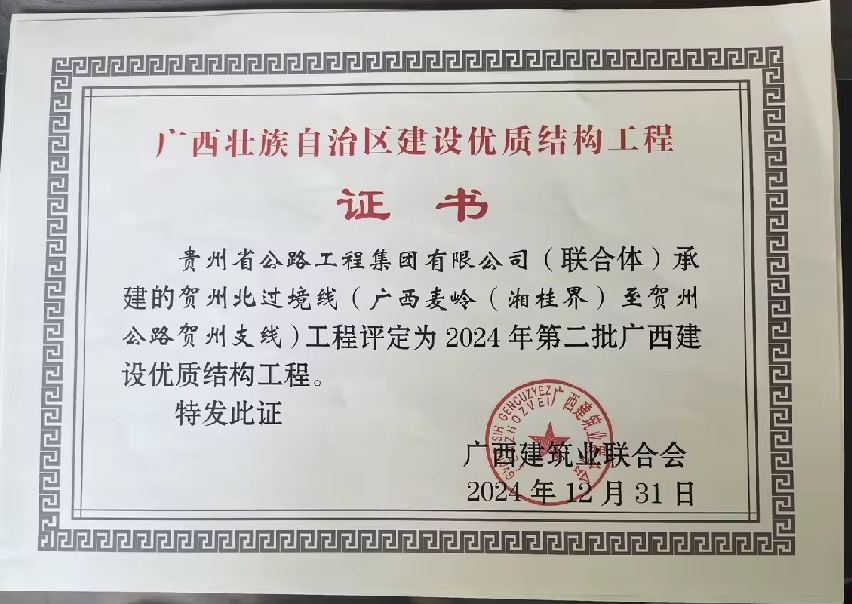 广西壮族自治区建设优质结构工程
证书
贵州省公路工程集团有限公司（联合体）承
建的贺州北过境线（广西麦岭（湘桂界）至贺州
公路贺州支线）工程评定为2024年第二批广西建
设优质结构工程。
特发此证
广西建筑业联合会
2024年12月31日